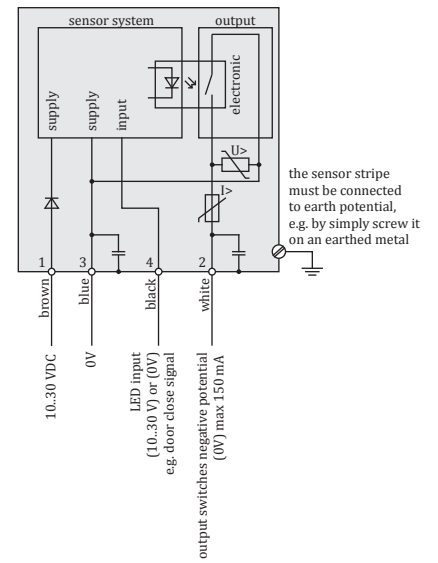 sensor system
output
supply
supply
input
electronic
U>
I>
the sensor stripe
must be connected
to earth potential,
e.g. by simply screw it
on an earthed metal
1
3
4
2
brown
blue
black
white
10..30 VDC
0V
LED input
(10..30 V) or (0V)
e.g. door close signal
output switches negative potential
(0V) max 150 mA